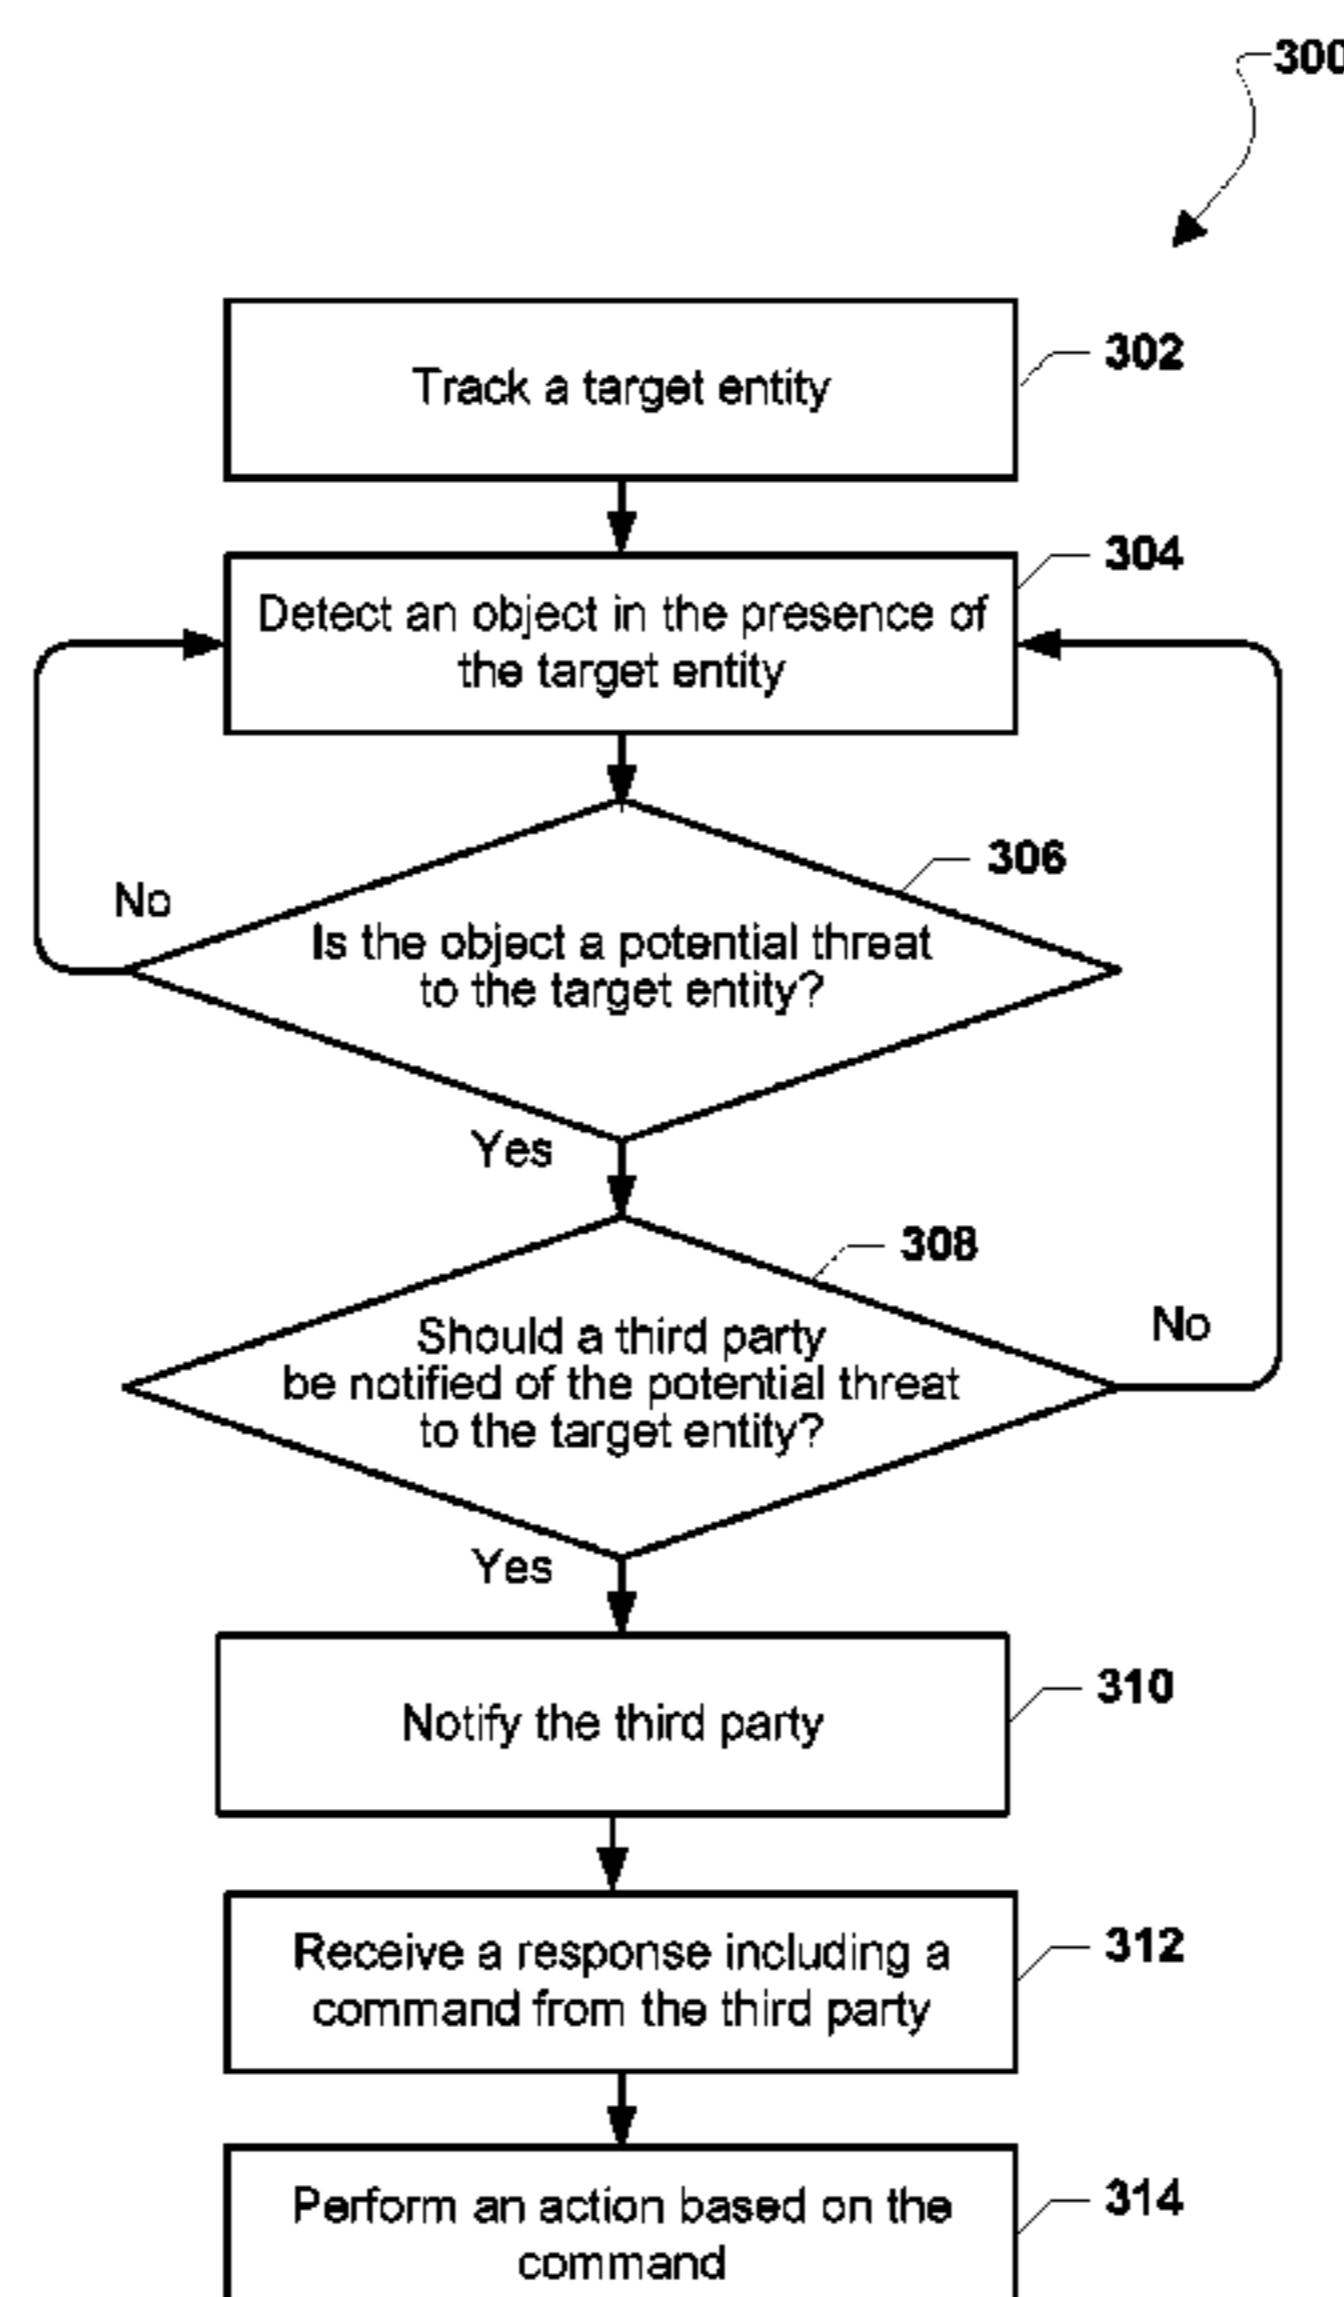 300
Track a target entity
302
304
Detect an object in the presence of
the target entity
306
No
Is the object a potential threat
to the target entity?
Yes
308
Should a third party
be notified of the potential threat
to the target entity?
No
Yes
310
Notify the third party
312
Receive a response including a
command from the third party
314
Perform an action based on the
command